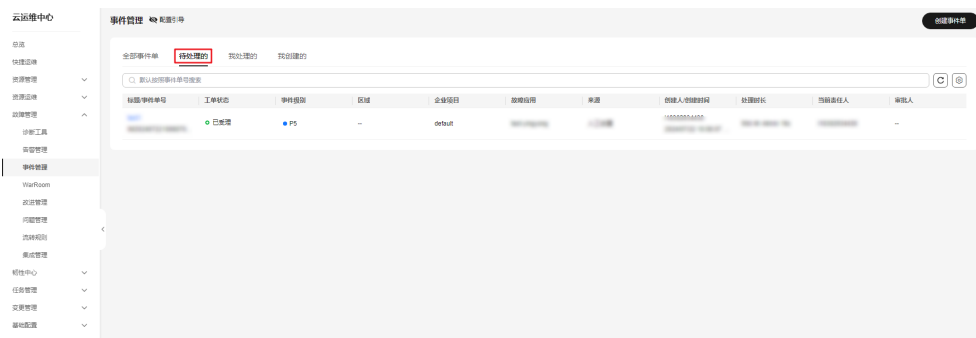 云运维中心
事件管理 配置引导
创建事件单
总览
快捷运维
资源管理
资源运维
故障管理
诊断工具
告警管理
事件管理
WarRoom
改进管理
问题管理
流转规则
集成管理
韧性中心
任务管理
变更管理
基础配置
全部事件单 待处理的 我处理的 我创建的
默认按照事件单号搜索
标题/事件单号 工单状态 事件级别 区域 企业项目 故障应用 来源 创建人/创建时间 处理时长 当前责任人 审批人
已受理 P5 -- default --